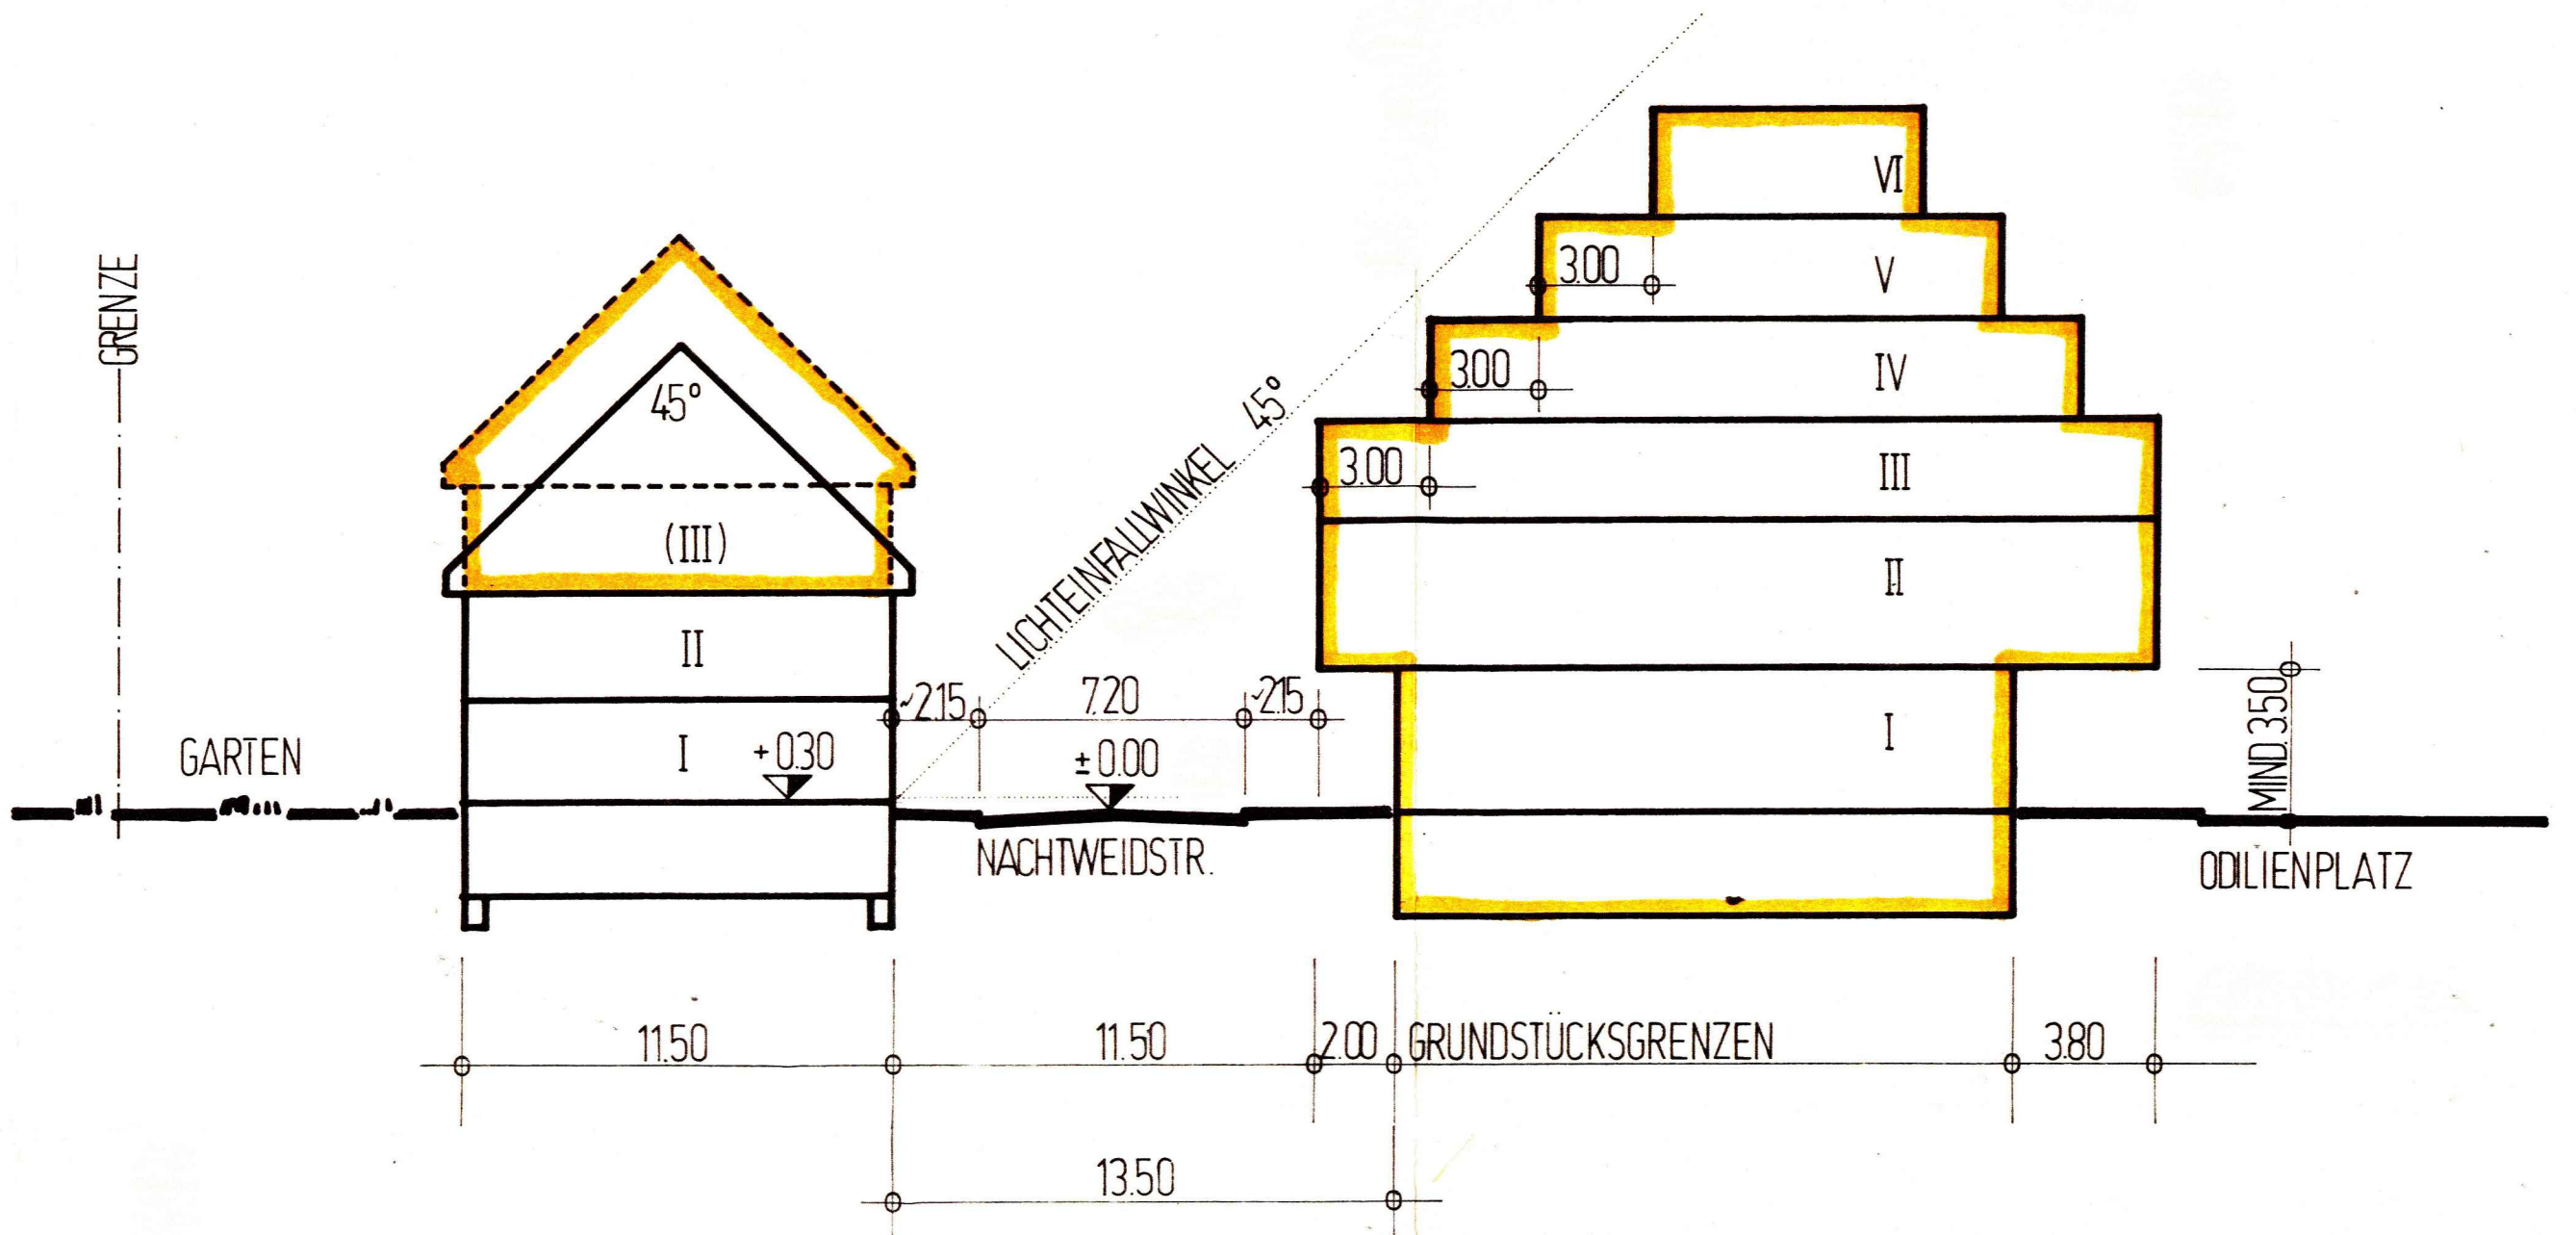 GRENZE
GARTEN
45°
(III)
II
I
+0.30
LICHTEINFALLWINKEL 45°
~2.15
7.20
~2.15
±0.00
NACHTWEIDSTR.
VI
V
IV
III
II
I
3.00
3.00
3.00
MIND.3.50
ODILIENPLATZ
11.50
11.50
2.00
GRUNDSTÜCKSGRENZEN
3.80
13.50